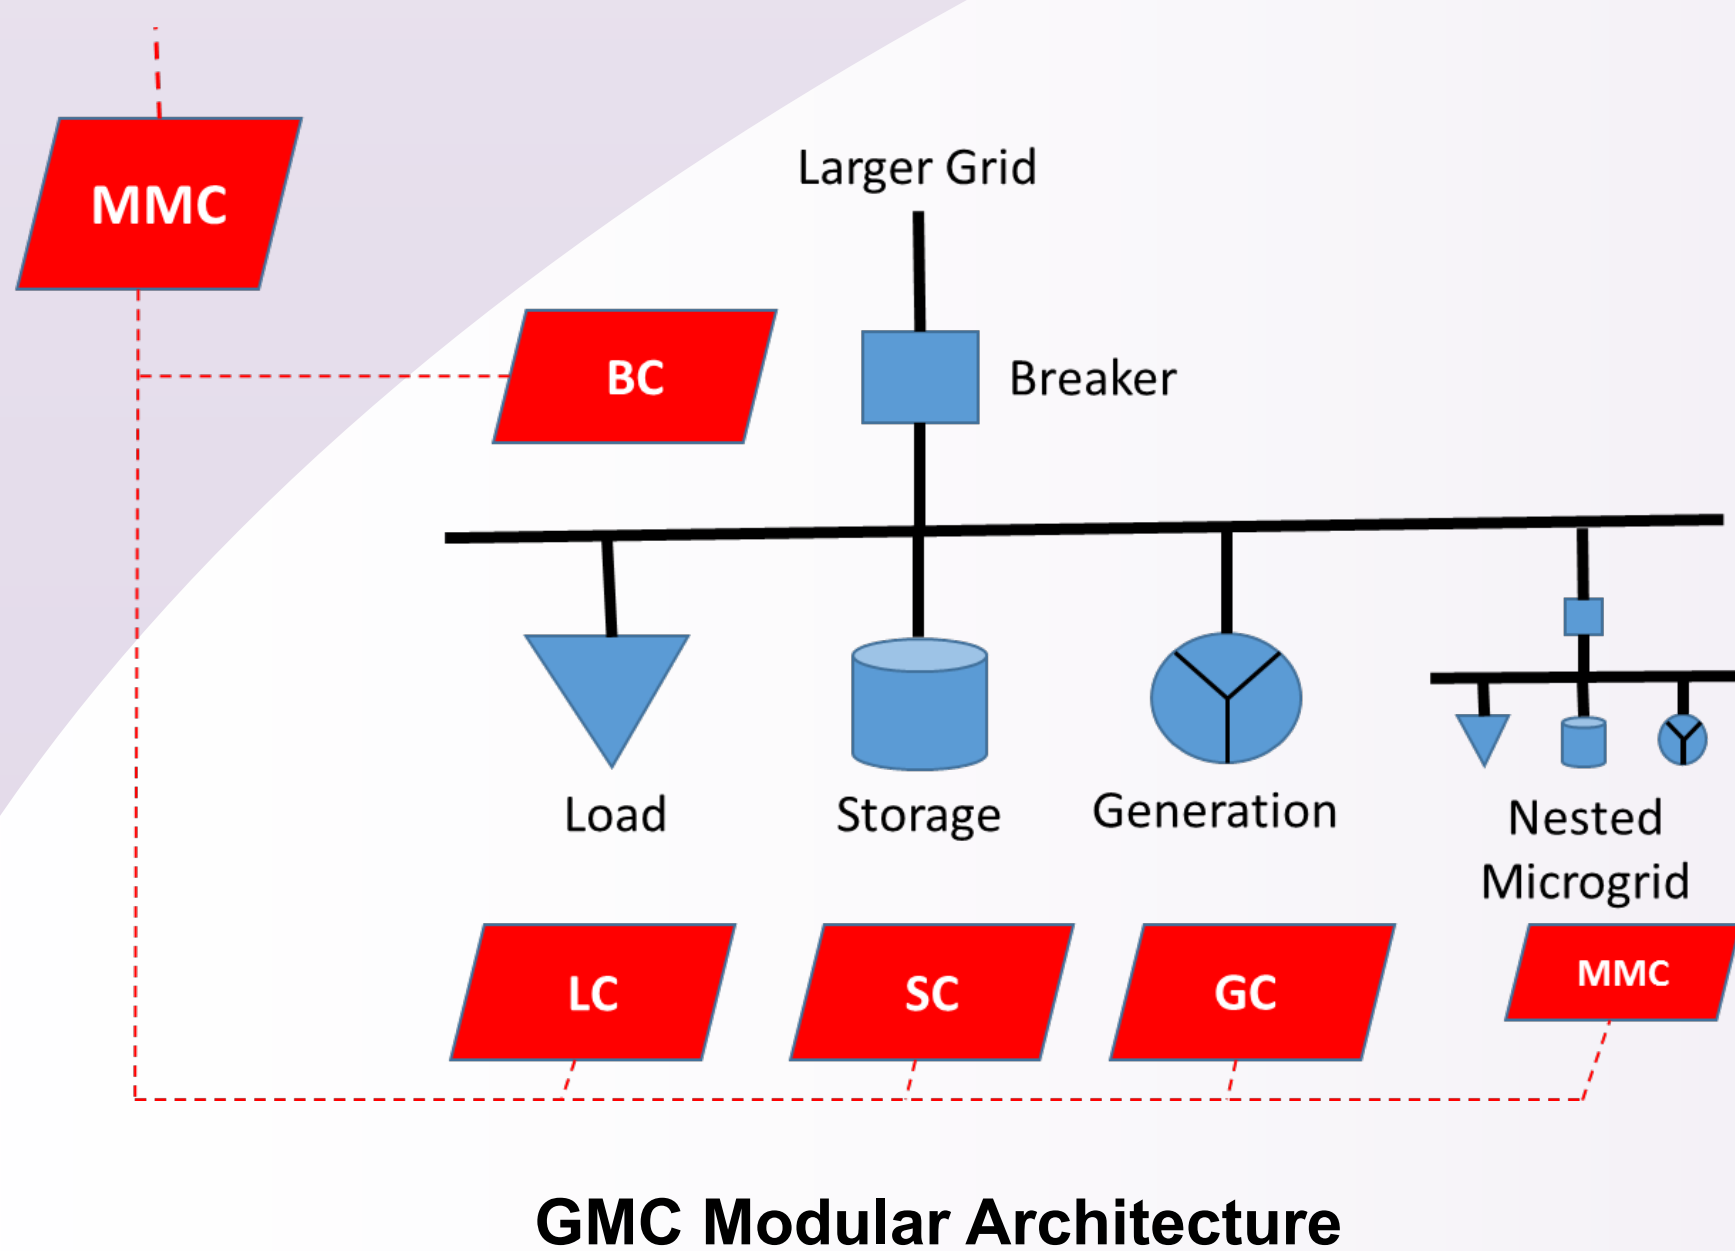 MMC
Larger Grid
BC
Breaker
Load
Storage
Generation
Nested
Microgrid
LC
SC
GC
MMC
GMC Modular Architecture